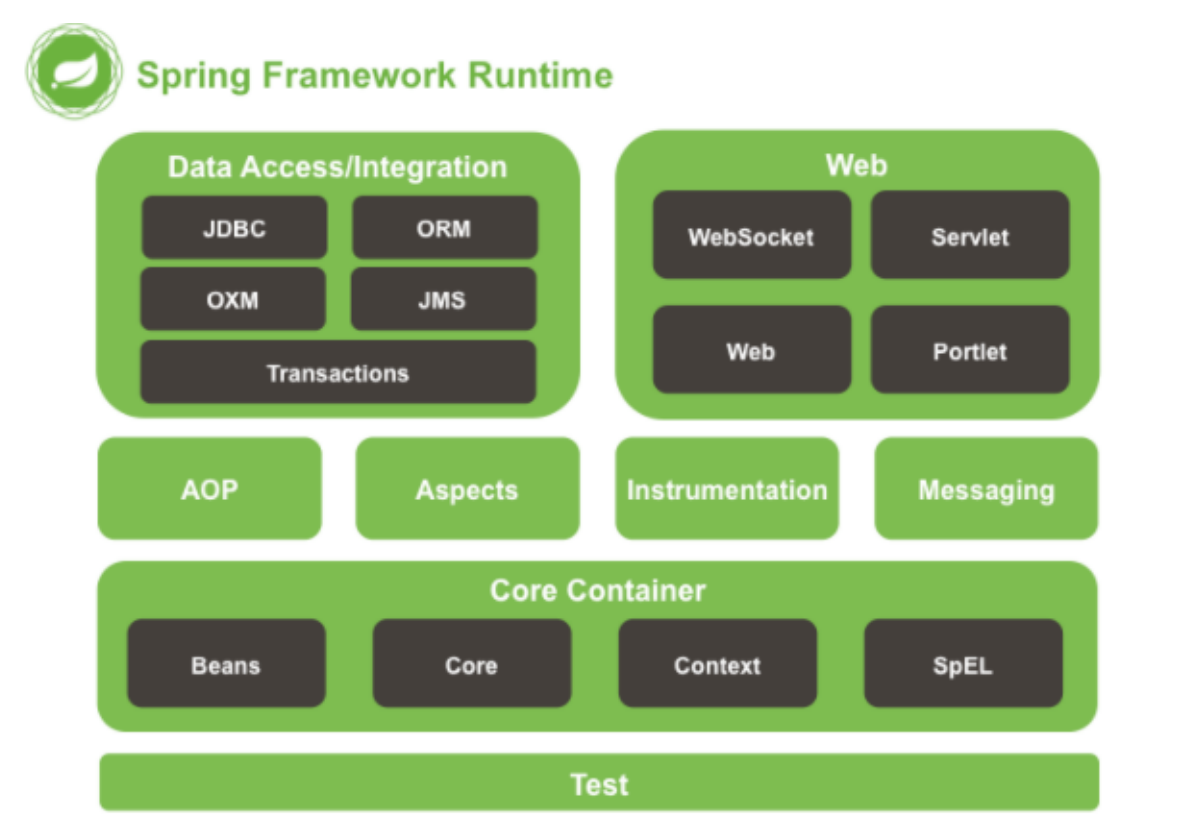 Spring Framework Runtime
Data Access/Integration
JDBC
ORM
OXM
JMS
Transactions
Web
WebSocket
Servlet
Web
Portlet
AOP
Aspects
Instrumentation
Messaging
Core Container
Beans
Core
Context
SpEL
Test